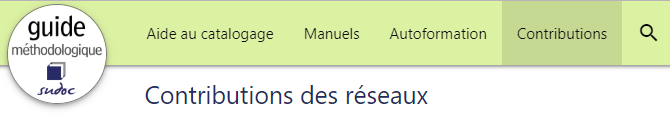 guide
méthodologique
sudoc
Aide au catalogage Manuels Autoformation Contributions
Contributions des réseaux